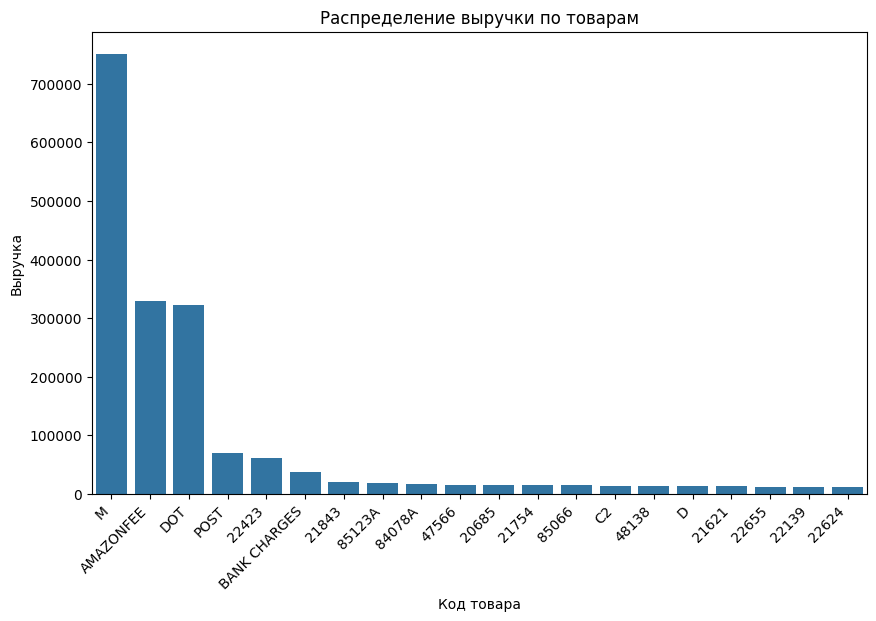 Распределение выручки по товарам
Выручка
700000
600000
500000
400000
300000
200000
100000
0
M
AMAZONFEE
DOT
POST
22423
BANK CHARGES
21843
85123A
84078A
47566
20685
21754
85066
C2
48138
D
21621
22655
22139
22624
Код товара